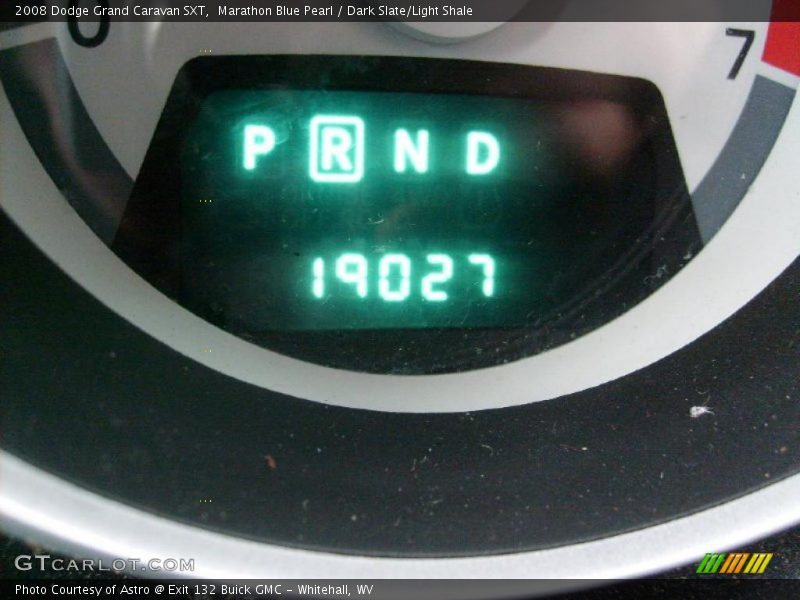 2008 Dodge Grand Caravan SXT,  Marathon Blue Pearl / Dark Slate/Light Shale
0 7
P R N D
19027
GTCARLOT.COM
Photo Courtesy of Astro @ Exit 132 Buick GMC - Whitehall, WV